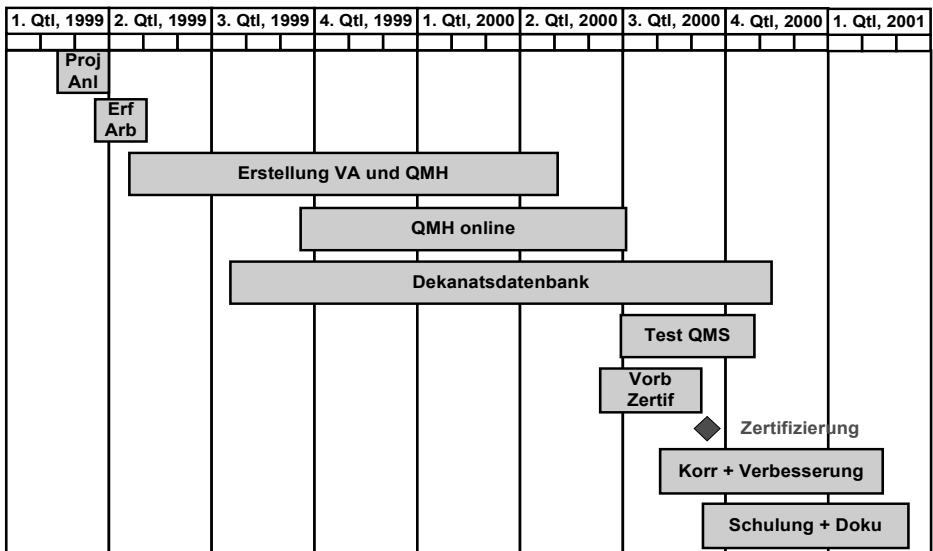 1. Qtl, 1999 2. Qtl, 1999 3. Qtl, 1999 4. Qtl, 1999 1. Qtl, 2000 2. Qtl, 2000 3. Qtl, 2000 4. Qtl, 2000 1. Qtl, 2001
Proj
Anl
Erf
Arb
Erstellung VA und QMH
QMH online
Dekanatsdatenbank
Test QMS
Vorb
Zertif
Zertifizierung
Korr + Verbesserung
Schulung + Doku